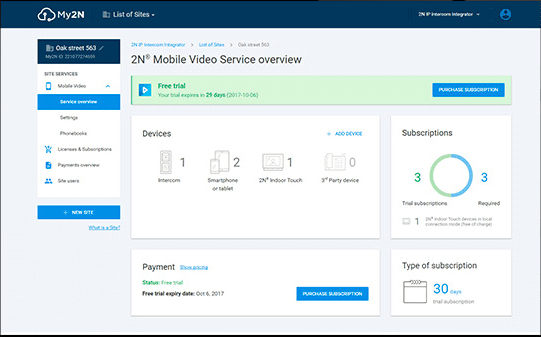 My2N
List of Sites
2N IP Intercom Integrator
Oak street 563
2N IP Intercom Integrator > List of Sites > Oak street 563
2N® Mobile Video Service overview
SITE SERVICES
Mobile Video
Service overview
Settings
Phonebooks
Licenses & Subscriptions
Payments overview
Site users
+ NEW SITE
What is a Site?
Free trial
Your trial expires in 29 days (2017-10-06)
PURCHASE SUBSCRIPTION
Devices
+ ADD DEVICE
1
Intercom
2
Smartphone
or tablet
1
2N® Indoor Touch
0
3rd Party device
Subscriptions
3
Trial subscriptions
3
Required
1
2N® Indoor Touch devices in local
connection mode (free of charge)
Payment
Show pricing
Status: Free trial
Free trial expiry date: Oct 6, 2017
PURCHASE SUBSCRIPTION
Type of subscription
30 days
trial subscription